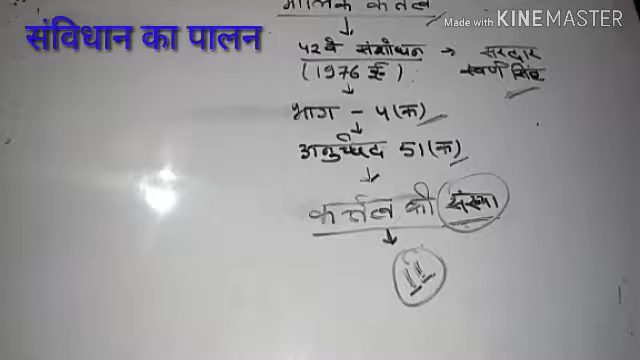 मौलिक कर्तव्य
Made with KINEMASTER
संविधान का पालन
42वें संशोधन → सरदार
(1976 ई) स्वर्ण सिंह
भाग - 4(क)
अनुच्छेद 51(क)
कर्त्तव्य की संख्या
11